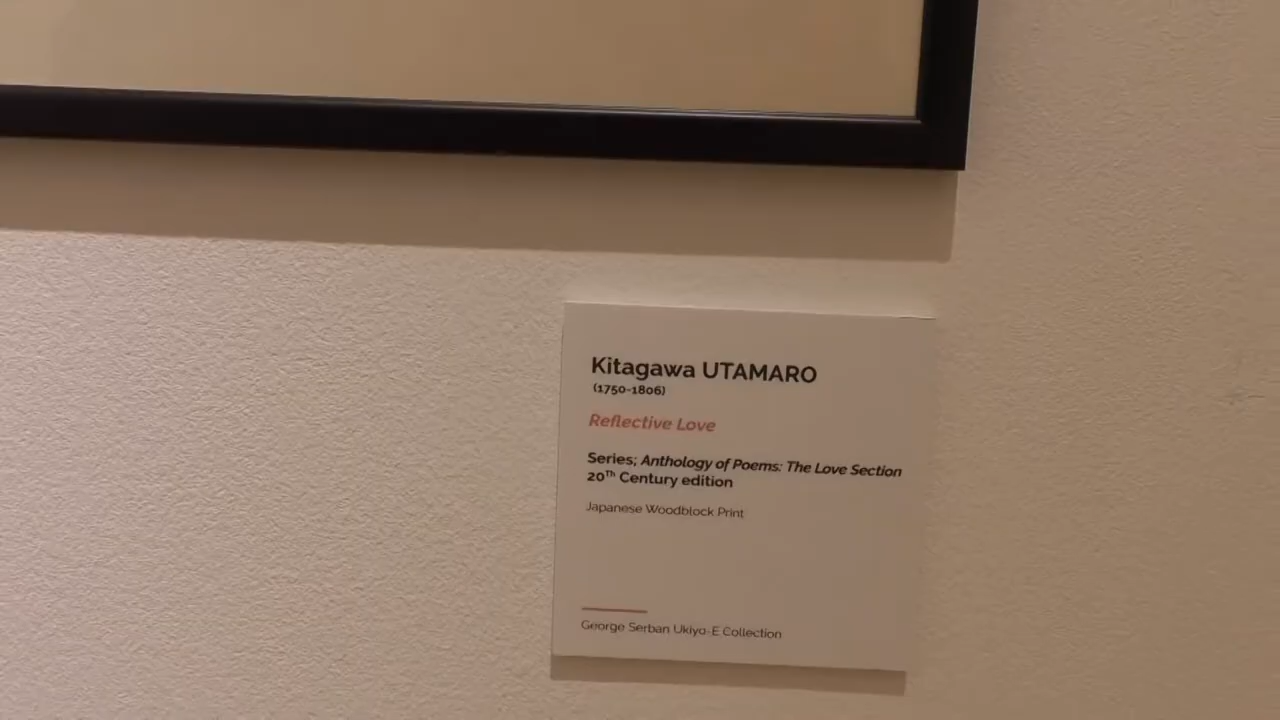 Kitagawa UTAMARO
(1750-1806)
Reflective Love
Series; Anthology of Poems: The Love Section
20Th Century edition
Japanese Woodblock Print
George Serban Ukiyo-E Collection